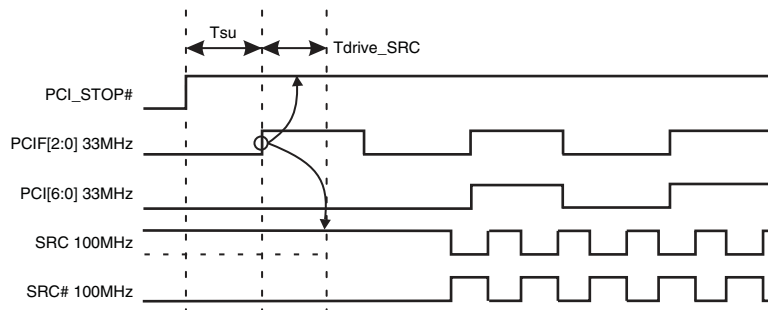 Tsu
Tdrive_SRC
PCI_STOP#
PCIF[2:0] 33MHz
PCI[6:0] 33MHz
SRC 100MHz
SRC# 100MHz